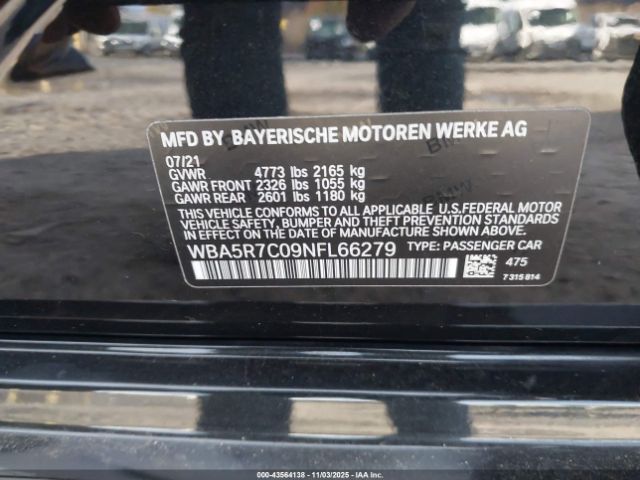 MFD BY BAYERISCHE MOTOREN WERKE AG
07/21
GVWR 4773 lbs 2165 kg
GAWR FRONT 2326 lbs 1055 kg
GAWR REAR 2601 lbs 1180 kg
THIS VEHICLE CONFORMS TO ALL APPLICABLE U.S.FEDERAL MOTOR
VEHICLE SAFETY, BUMPER, AND THEFT PREVENTION STANDARDS
IN EFFECT ON THE DATE OF MANUFACTURE SHOWN ABOVE.
WBA5R7C09NFL66279 TYPE: PASSENGER CAR
475
7315814
000-43564138 - 11/03/2025 - IAAI.COM